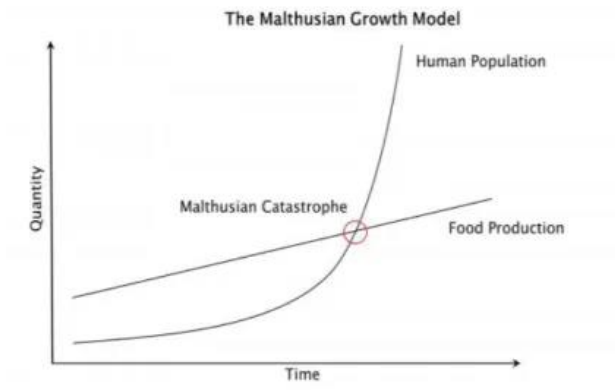 The Malthusian Growth Model
Human Population
Quantity
Malthusian Catastrophe
Food Production
Time